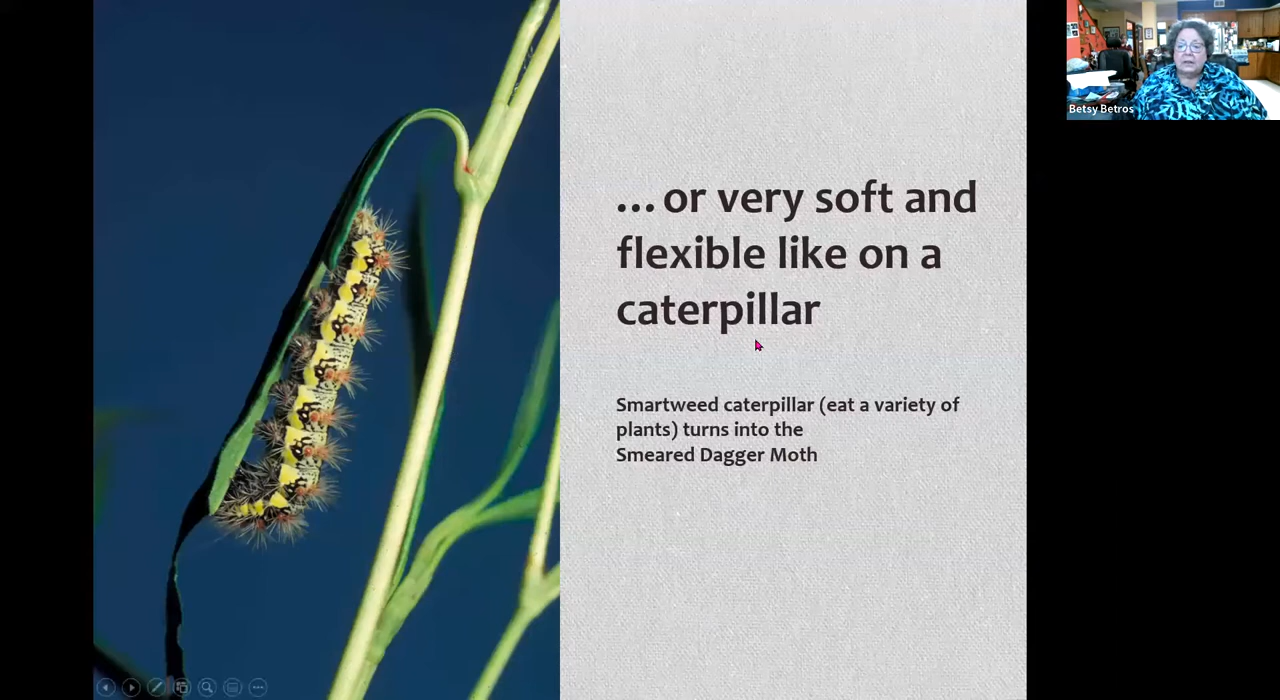 Betsy Betros
... or very soft and
flexible like on a
caterpillar
Smartweed caterpillar (eat a variety of
plants) turns into the
Smeared Dagger Moth